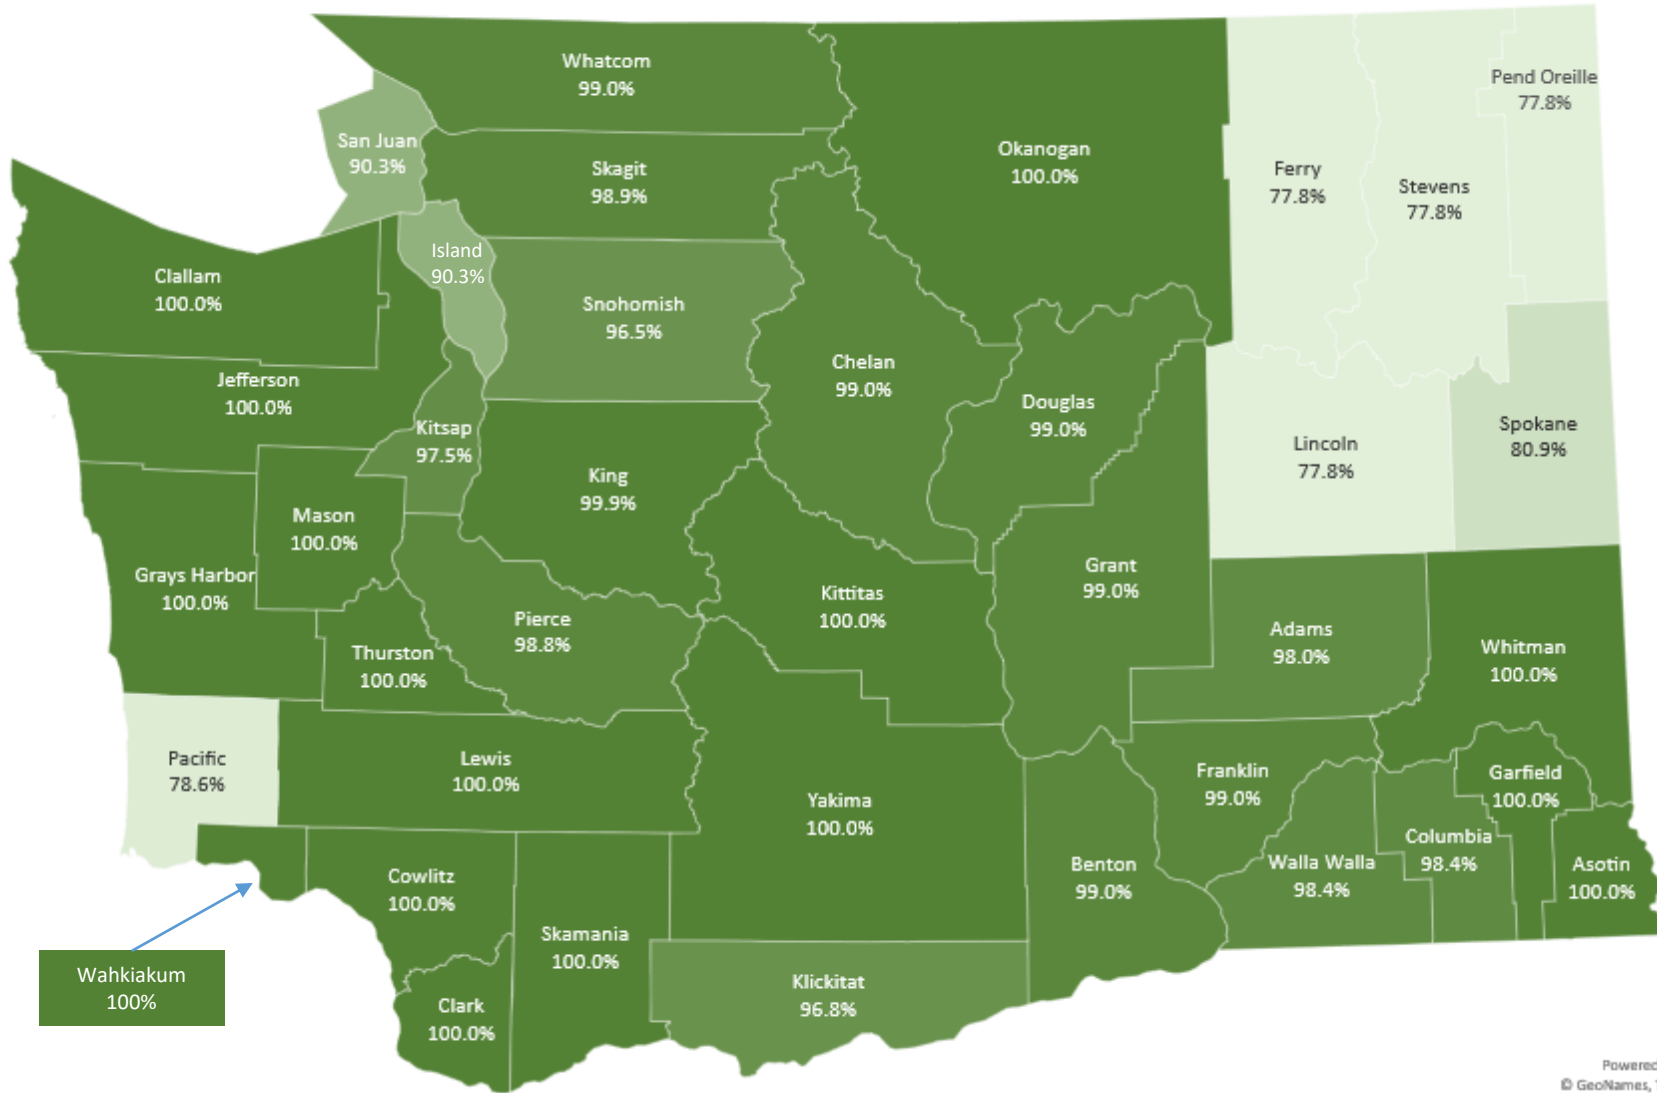 Whatcom
99.0%
Pend Oreille
77.8%
San Juan
90.3%
Skagit
98.9%
Okanogan
100.0%
Ferry
77.8%
Stevens
77.8%
Island
90.3%
Clallam
100.0%
Snohomish
96.5%
Chelan
99.0%
Jefferson
100.0%
Douglas
99.0%
Kitsap
97.5%
Lincoln
77.8%
Spokane
80.9%
King
99.9%
Mason
100.0%
Grays Harbor
100.0%
Grant
99.0%
Kittitas
100.0%
Pierce
98.8%
Adams
98.0%
Whitman
100.0%
Thurston
100.0%
Pacific
78.6%
Lewis
100.0%
Yakima
100.0%
Franklin
99.0%
Garfield
100.0%
Columbia
98.4%
Walla Walla
98.4%
Benton
99.0%
Asotin
100.0%
Cowlitz
100.0%
Skamania
100.0%
Wahkiakum
100%
Klickitat
96.8%
Clark
100.0%
Powered
© GeoNames,